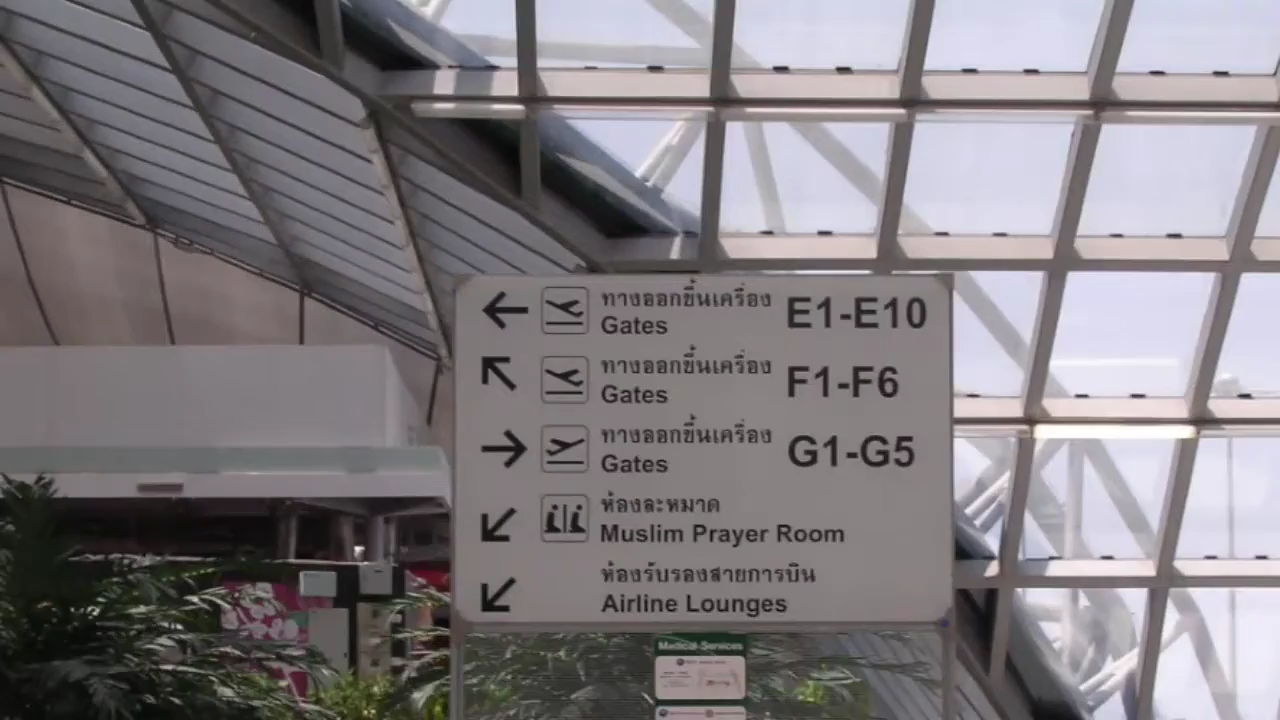 ทางออกขึ้นเครื่อง
Gates E1-E10
ทางออกขึ้นเครื่อง
Gates F1-F6
ทางออกขึ้นเครื่อง
Gates G1-G5
ห้องละหมาด
Muslim Prayer Room
ห้องรับรองสายการบิน
Airline Lounges
Medical Services